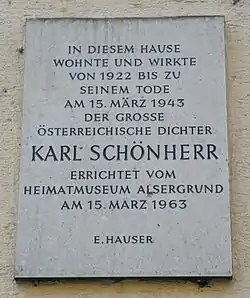 IN DIESEM HAUSE
WOHNTE UND WIRKTE
VON 1922 BIS ZU
SEINEM TODE
AM 15. MÄRZ 1943
DER GROSSE
ÖSTERREICHISCHE DICHTER
KARL SCHÖNHERR
ERRICHTET VOM
HEIMATMUSEUM ALSERGRUND
AM 15. MÄRZ 1963
E. HAUSER